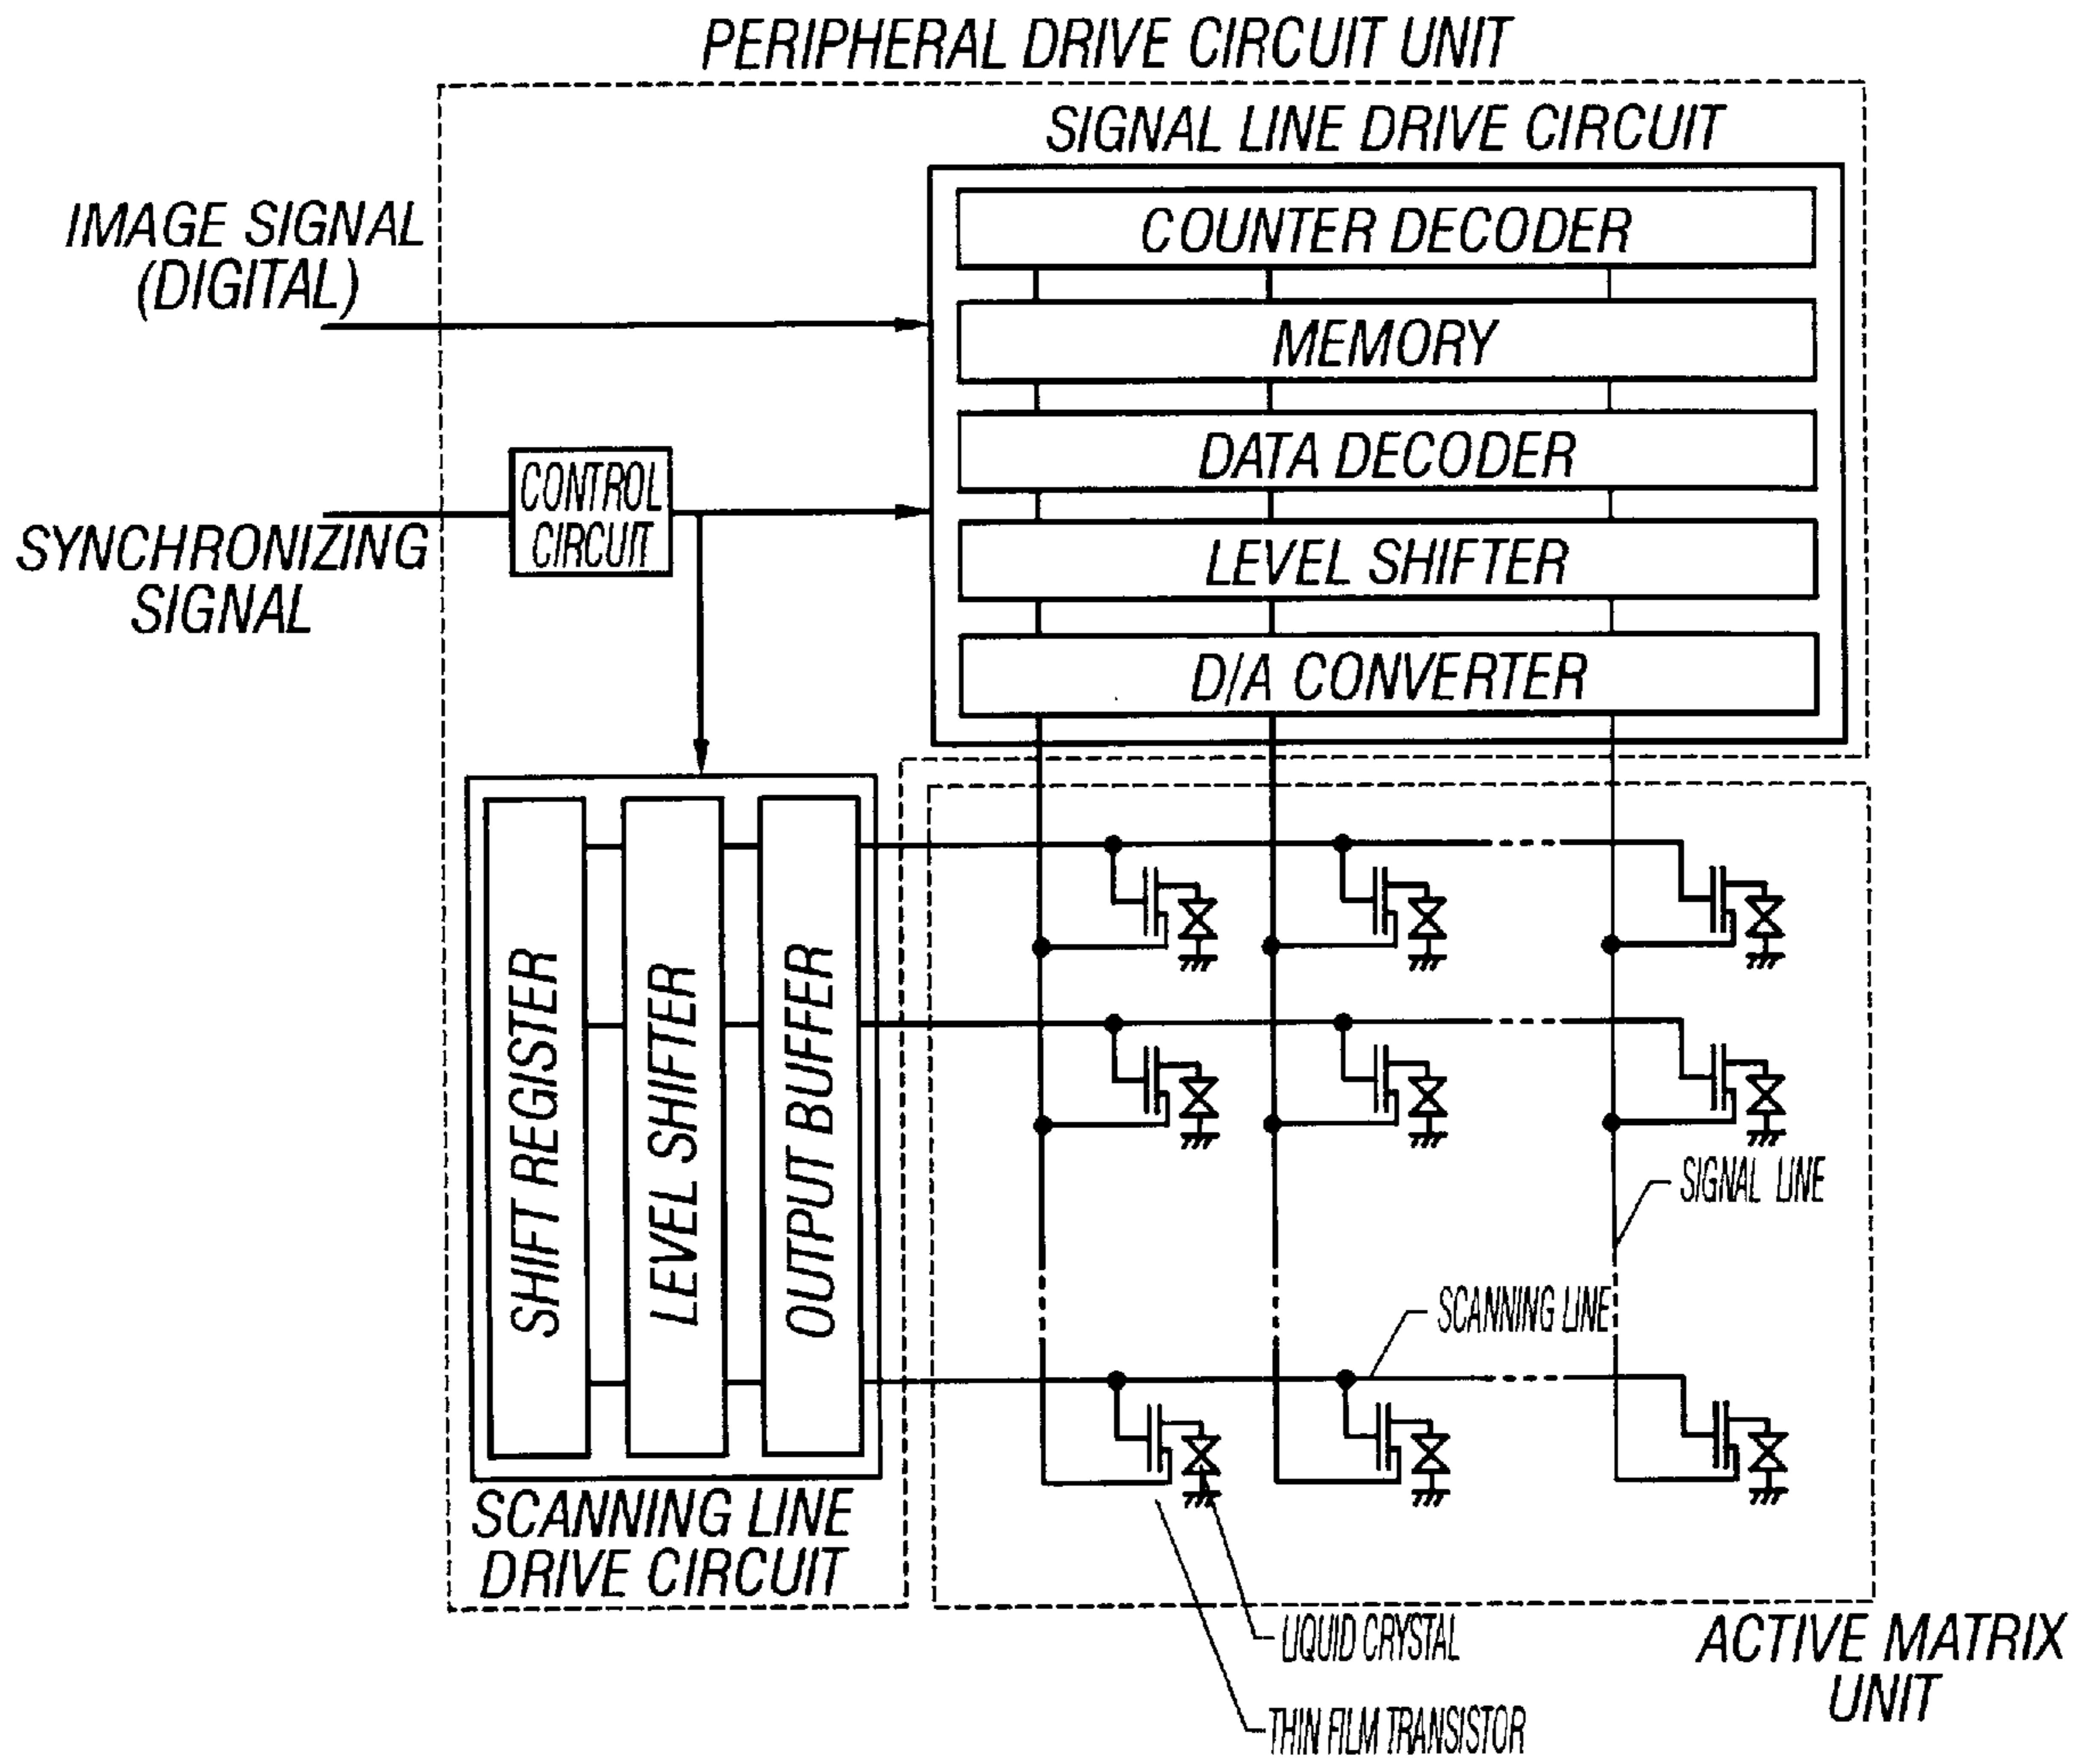 PERIPHERAL DRIVE CIRCUIT UNIT
SIGNAL LINE DRIVE CIRCUIT
IMAGE SIGNAL
(DIGITAL)
COUNTER DECODER
MEMORY
DATA DECODER
LEVEL SHIFTER
D/A CONVERTER
CONTROL
CIRCUIT
SYNCHRONIZING
SIGNAL
SHIFT REGISTER
LEVEL SHIFTER
OUTPUT BUFFER
SCANNING LINE
DRIVE CIRCUIT
SIGNAL LINE
SCANNING LINE
LIQUID CRYSTAL
THIN FILM TRANSISTOR
ACTIVE MATRIX
UNIT